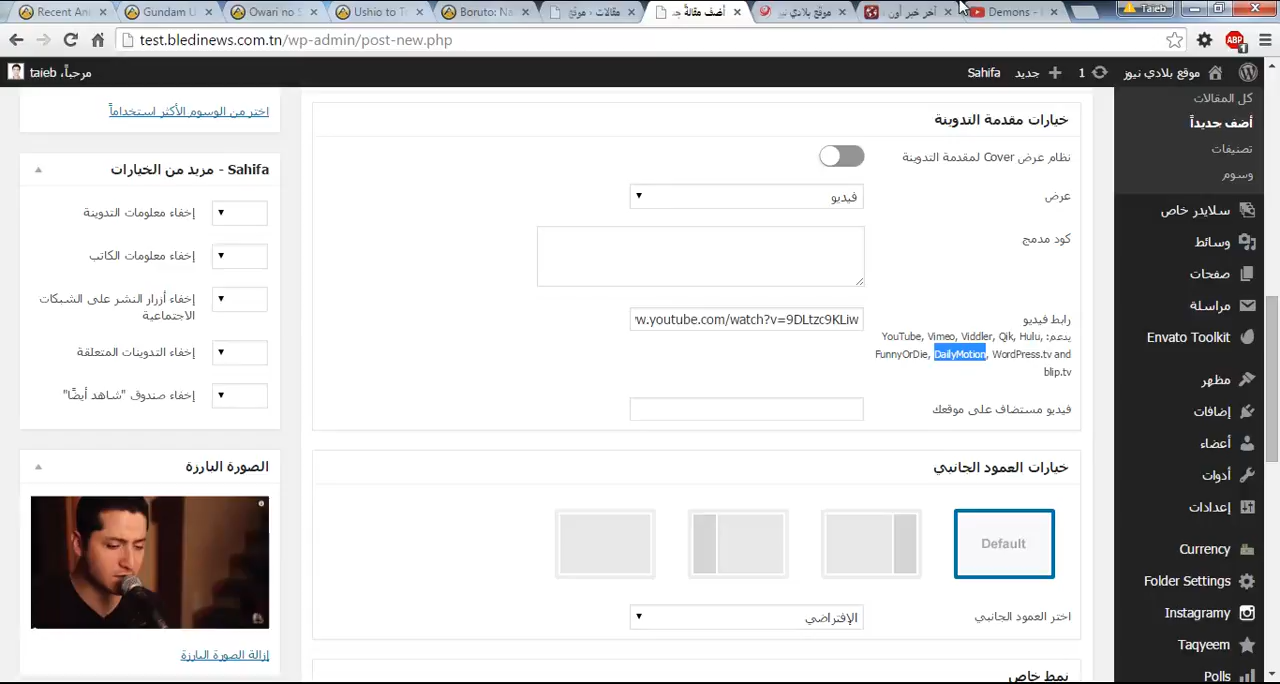 Recent An
Gundam U
Owari no S
Ushio to T
Boruto: Na
مقالات ‹ موقع
أضف مقالةً جـ
موقع بلادي نيو
آخر خبر أون
Demons -
Taieb
test.bledinews.com.tn/wp-admin/post-new.php
ABP
1
موقع بلادي نيوز
1
جديد
Sahifa
مرحباً، taieb
كل المقالات
أضف جديداً
تصنيفات
وسوم
سلايدر خاص
وسائط
صفحات
مراسلة
Envato Toolkit
مظهر
إضافات
أعضاء
أدوات
إعدادات
Currency
Folder Settings
Instagramy
Taqyeem
Polls
خيارات مقدمة التدوينة
نظام عرض Cover لمقدمة التدوينة
عرض
فيديو
كود مدمج
رابط فيديو
w.youtube.com/watch?v=9DLtzc9KLiw
يدعم: YouTube, Vimeo, Viddler, Qik, Hulu,
FunnyOrDie, DailyMotion, WordPress.tv and
blip.tv
فيديو مستضاف على موقعك
خيارات العمود الجانبي
Default
اختر العمود الجانبي
الإفتراضي
نمط خاص
اختر من الوسوم الأكثر استخداماً
Sahifa - مزيد من الخيارات
إخفاء معلومات التدوينة
إخفاء معلومات الكاتب
إخفاء أزرار النشر على الشبكات
الاجتماعية
إخفاء التدوينات المتعلقة
إخفاء صندوق "شاهد أيضًا"
الصورة البارزة
إزالة الصورة البارزة